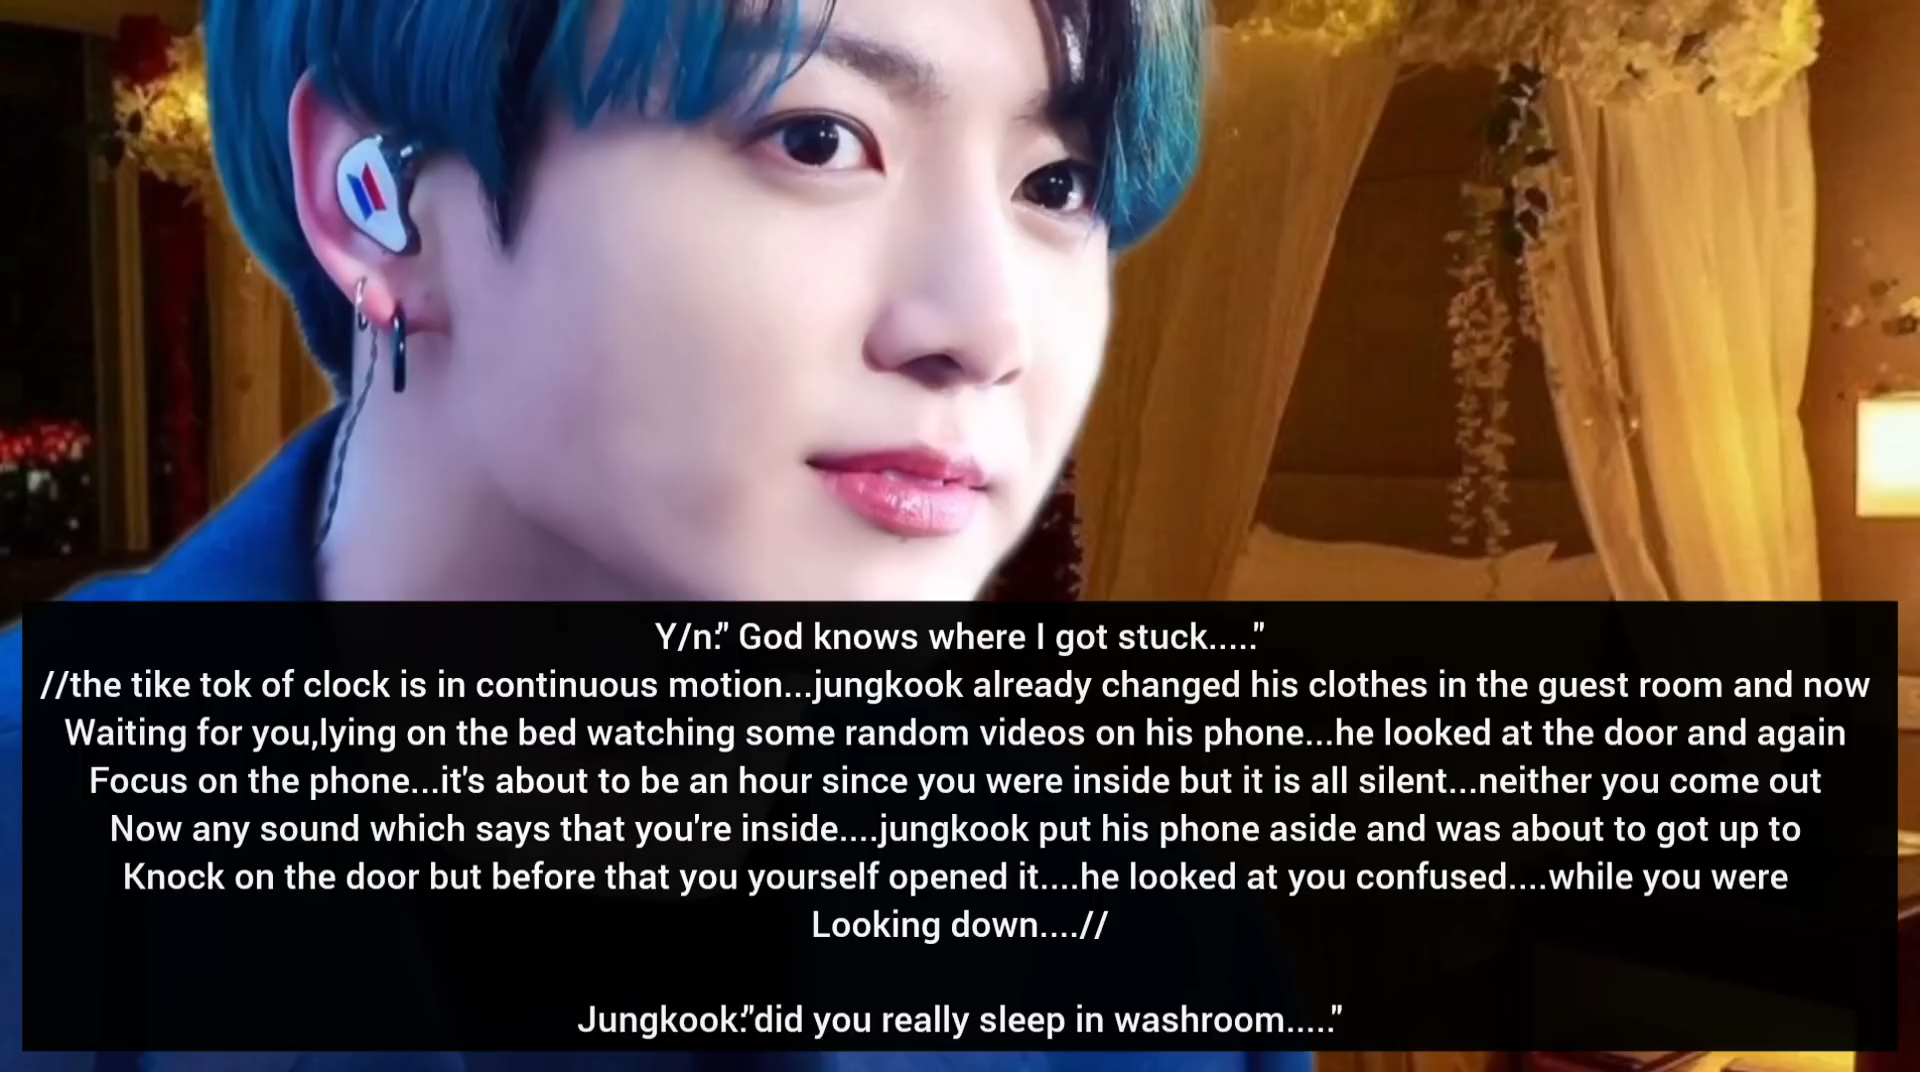 Y/n:" God knows where I got stuck....."
//the tike tok of clock is in continuous motion...jungkook already changed his clothes in the guest room and now
Waiting for you,lying on the bed watching some random videos on his phone...he looked at the door and again
Focus on the phone...it's about to be an hour since you were inside but it is all silent...neither you come out
Now any sound which says that you're inside....jungkook put his phone aside and was about to got up to
Knock on the door but before that you yourself opened it....he looked at you confused....while you were
Looking down....//
Jungkook:"did you really sleep in washroom....."